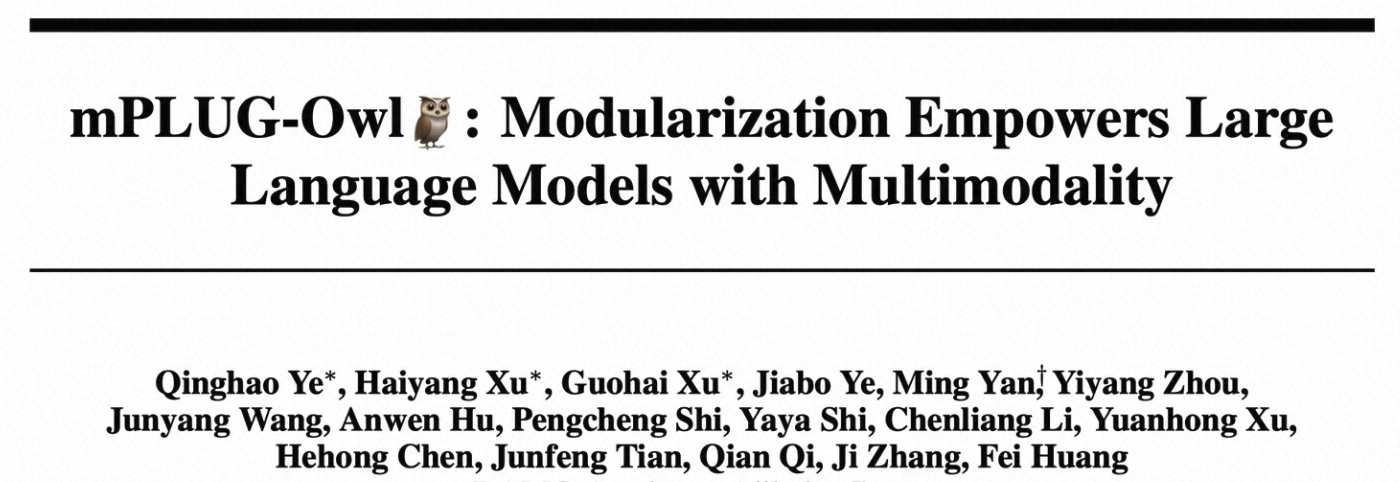 mPLUG-Owl🦉: Modularization Empowers Large
Language Models with Multimodality
Qinghao Ye*, Haiyang Xu*, Guohai Xu*, Jiabo Ye, Ming Yan,† Yiyang Zhou,
Junyang Wang, Anwen Hu, Pengcheng Shi, Yaya Shi, Chenliang Li, Yuanhong Xu,
Hehong Chen, Junfeng Tian, Qian Qi, Ji Zhang, Fei Huang